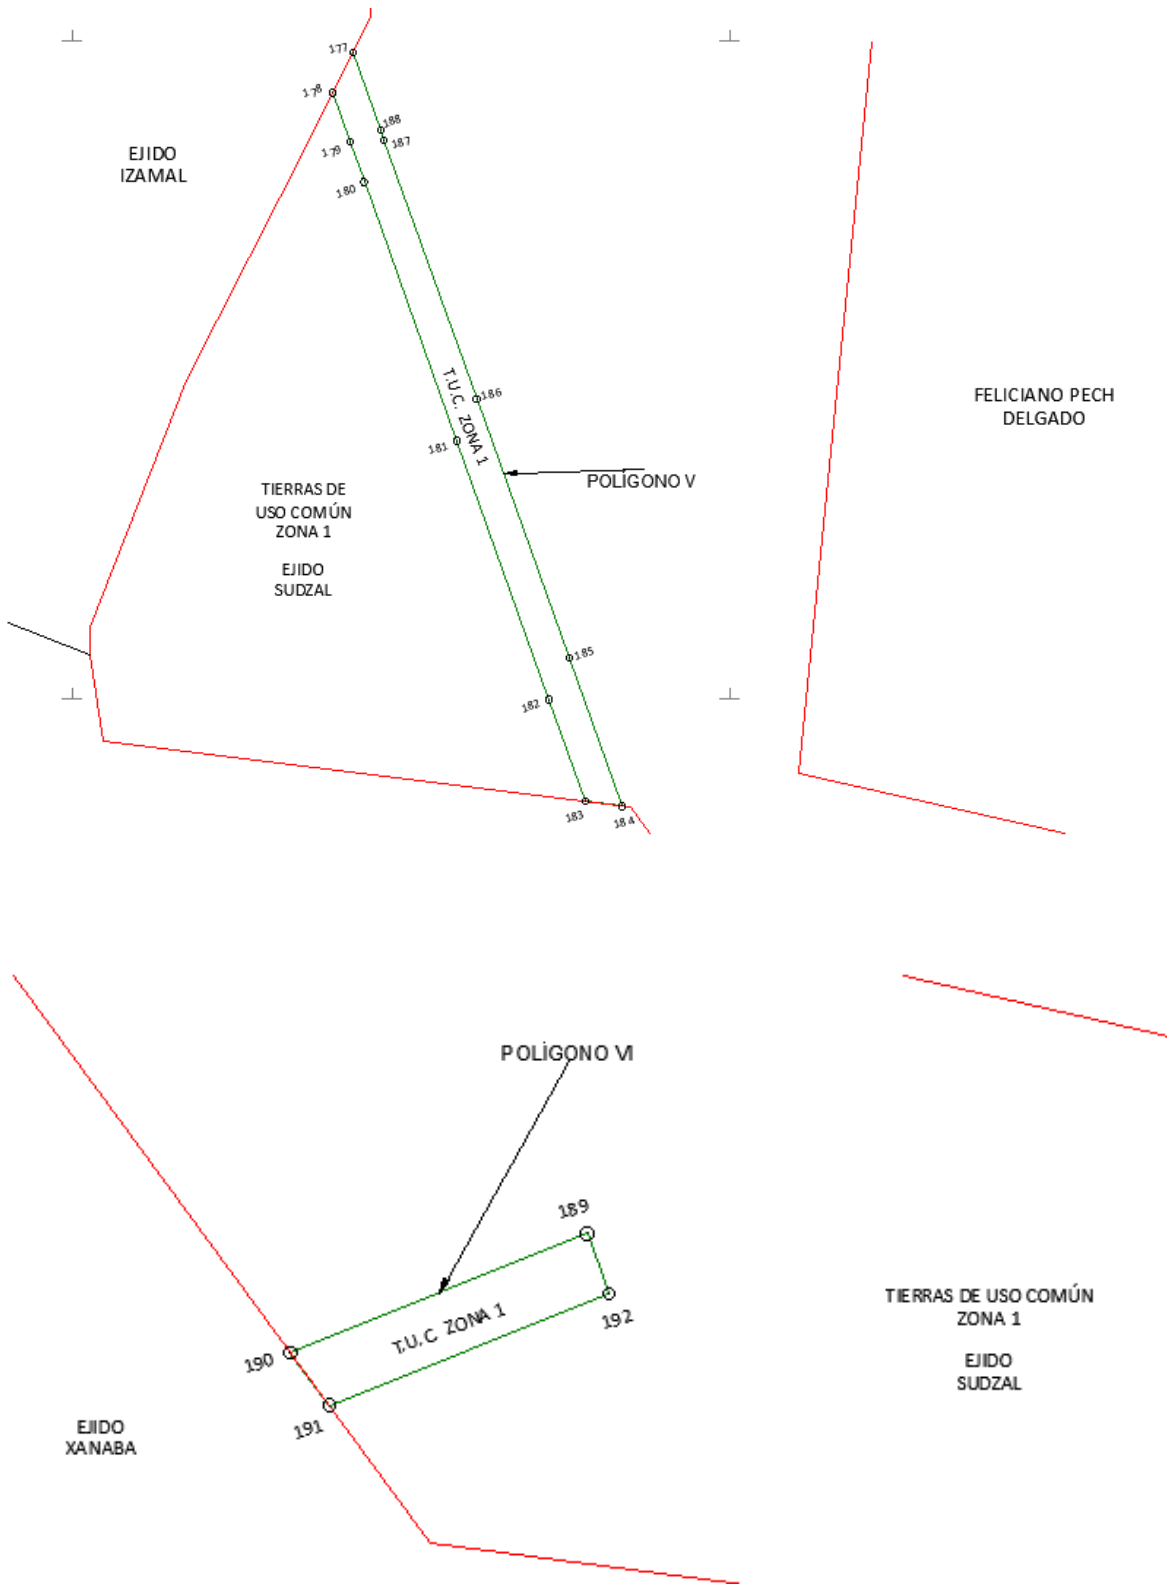 177
178
188
187
179
180
EJIDO
IZAMAL
186
T.U.C. ZONA 1
181
FELICIANO PECH
DELGADO
POLÍGONO V
TIERRAS DE
USO COMÚN
ZONA 1
EJIDO
SUDZAL
185
182
183
184
POLÍGONO VI
189
T.U.C. ZONA 1
192
190
191
TIERRAS DE USO COMÚN
ZONA 1
EJIDO
SUDZAL
EJIDO
XANABA